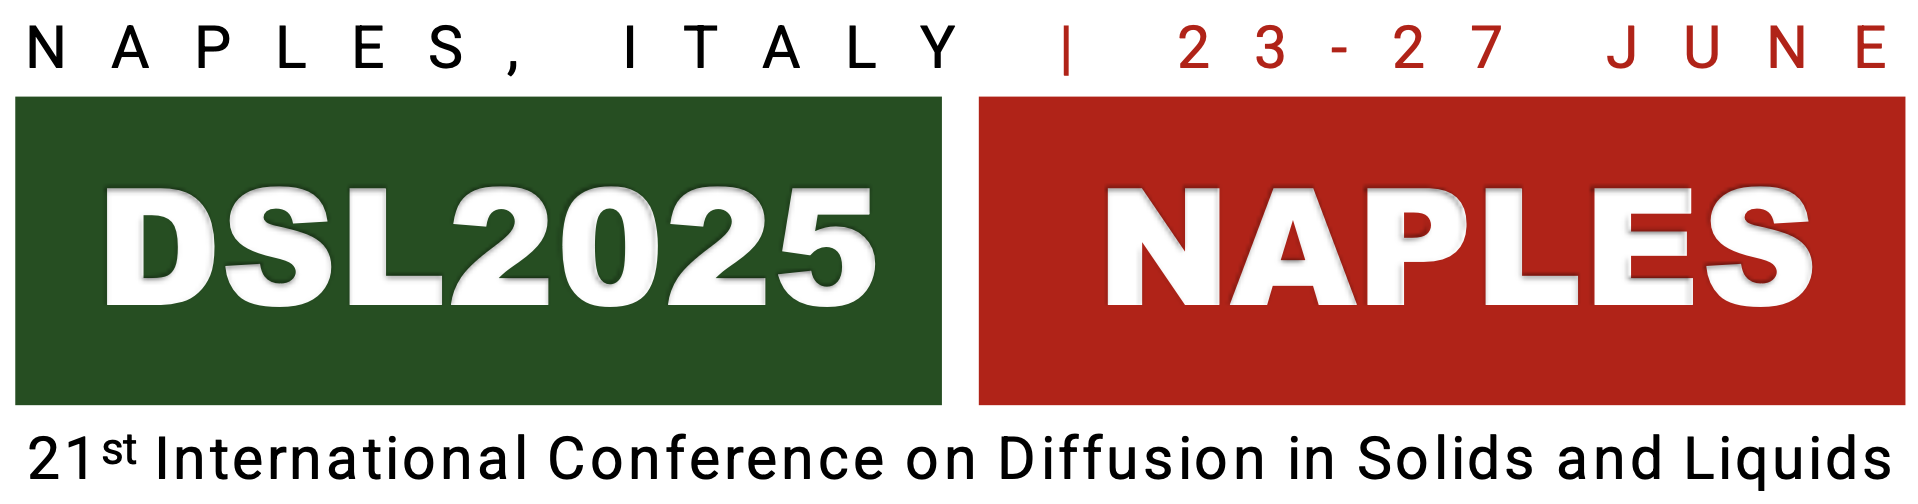 NAPLES, ITALY | 23-27 JUNE
DSL2025 NAPLES
21st International Conference on Diffusion in Solids and Liquids